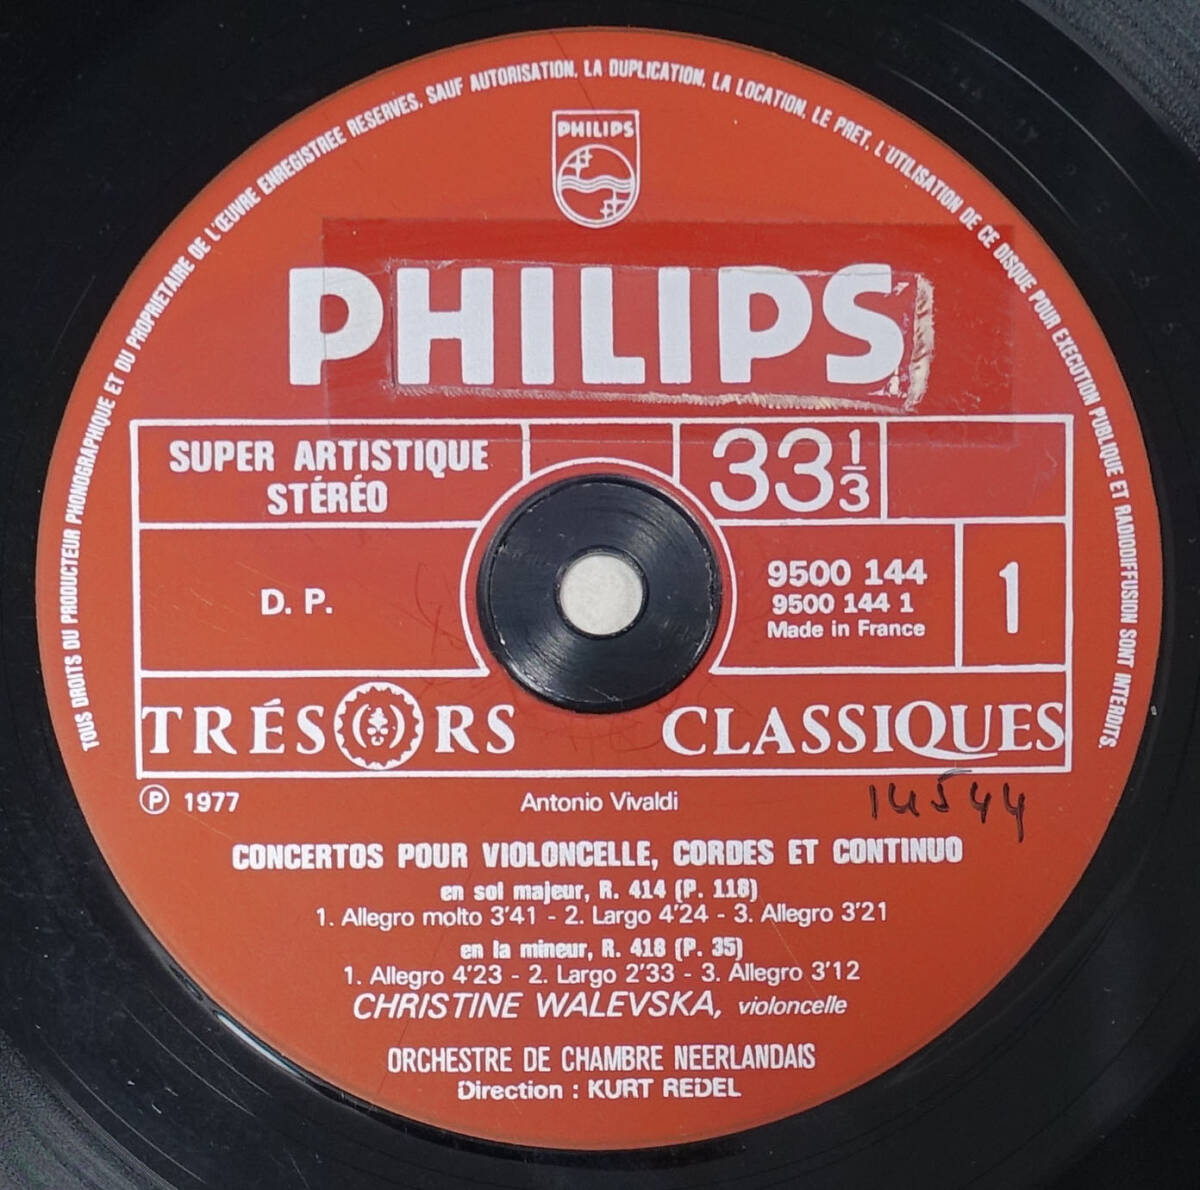 TOUS DROITS DU PRODUCTEUR PHONOGRAPHIQUE ET DU PROPRIETAIRE DE L'ŒUVRE ENREGISTREE RESERVES. SAUF AUTORISATION, LA DUPLICATION, LA LOCATION, LE PRET, L'UTILISATION DE CE DISQUE POUR EXECUTION PUBLIQUE ET RADIODIFFUSION SONT INTERDITS.
PHILIPS
PHILIPS
SUPER ARTISTIQUE
STÉRÉO
33 1/3
D. P.
9500 144
9500 144 1
Made in France
1
TRÉSORS CLASSIQUES
Ⓟ 1977
Antonio Vivaldi
14544
CONCERTOS POUR VIOLONCELLE, CORDES ET CONTINUO
en sol majeur, R. 414 (P. 118)
1. Allegro molto 3'41 - 2. Largo 4'24 - 3. Allegro 3'21
en la mineur, R. 418 (P. 35)
1. Allegro 4'23 - 2. Largo 2'33 - 3. Allegro 3'12
CHRISTINE WALEVSKA, violoncelle
ORCHESTRE DE CHAMBRE NEERLANDAIS
Direction : KURT REDEL